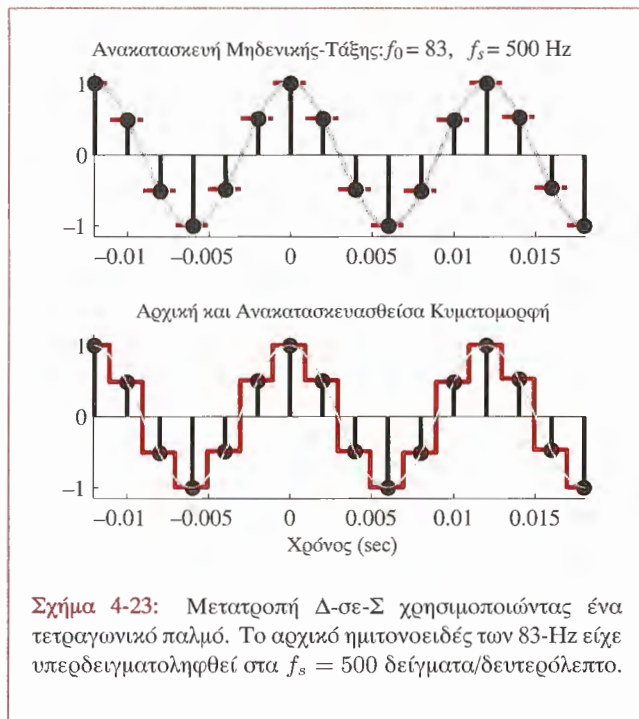 Ανακατασκευή Μηδενικής-Τάξης: f₀ = 83, fₛ = 500 Hz
1
0
−1
−0.01 −0.005 0 0.005 0.01 0.015
Αρχική και Ανακατασκευασθείσα Κυματομορφή
1
0
−1
−0.01 −0.005 0 0.005 0.01 0.015
Χρόνος (sec)
Σχήμα 4-23: Μετατροπή Δ-σε-Σ χρησιμοποιώντας ένα
τετραγωνικό παλμό. Το αρχικό ημιτονοειδές των 83-Hz είχε
υπερδειγματοληφθεί στα fₛ = 500 δείγματα/δευτερόλεπτο.